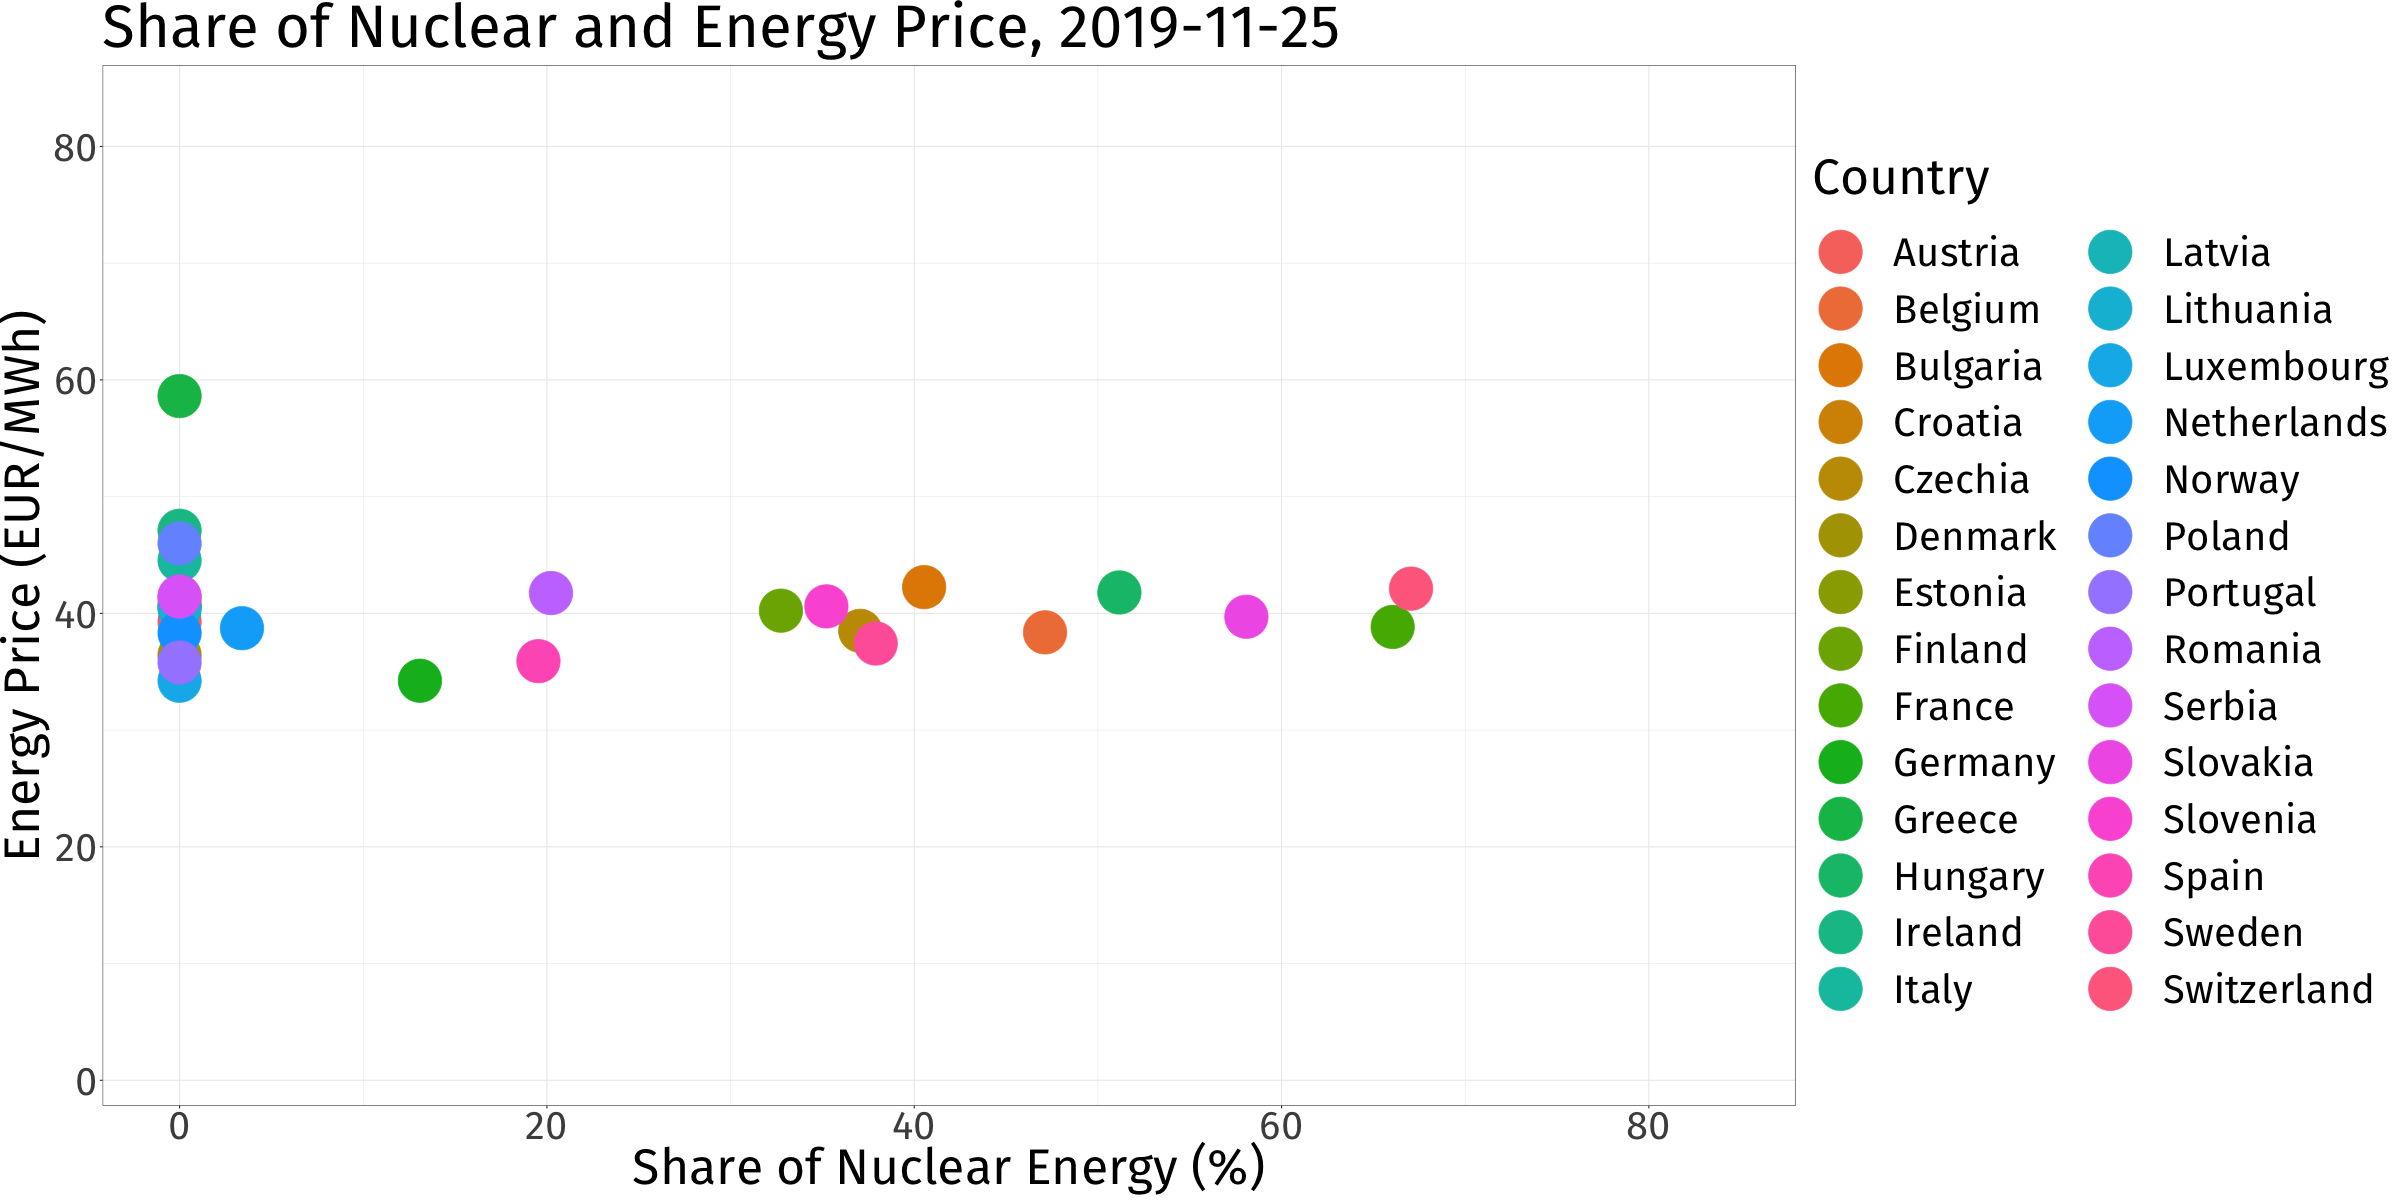 Share of Nuclear and Energy Price, 2019-11-25
Energy Price (EUR/MWh)
80
60
40
20
0
0 20 40 60 80
Share of Nuclear Energy (%)
Country
Austria
Belgium
Bulgaria
Croatia
Czechia
Denmark
Estonia
Finland
France
Germany
Greece
Hungary
Ireland
Italy
Latvia
Lithuania
Luxembourg
Netherlands
Norway
Poland
Portugal
Romania
Serbia
Slovakia
Slovenia
Spain
Sweden
Switzerland